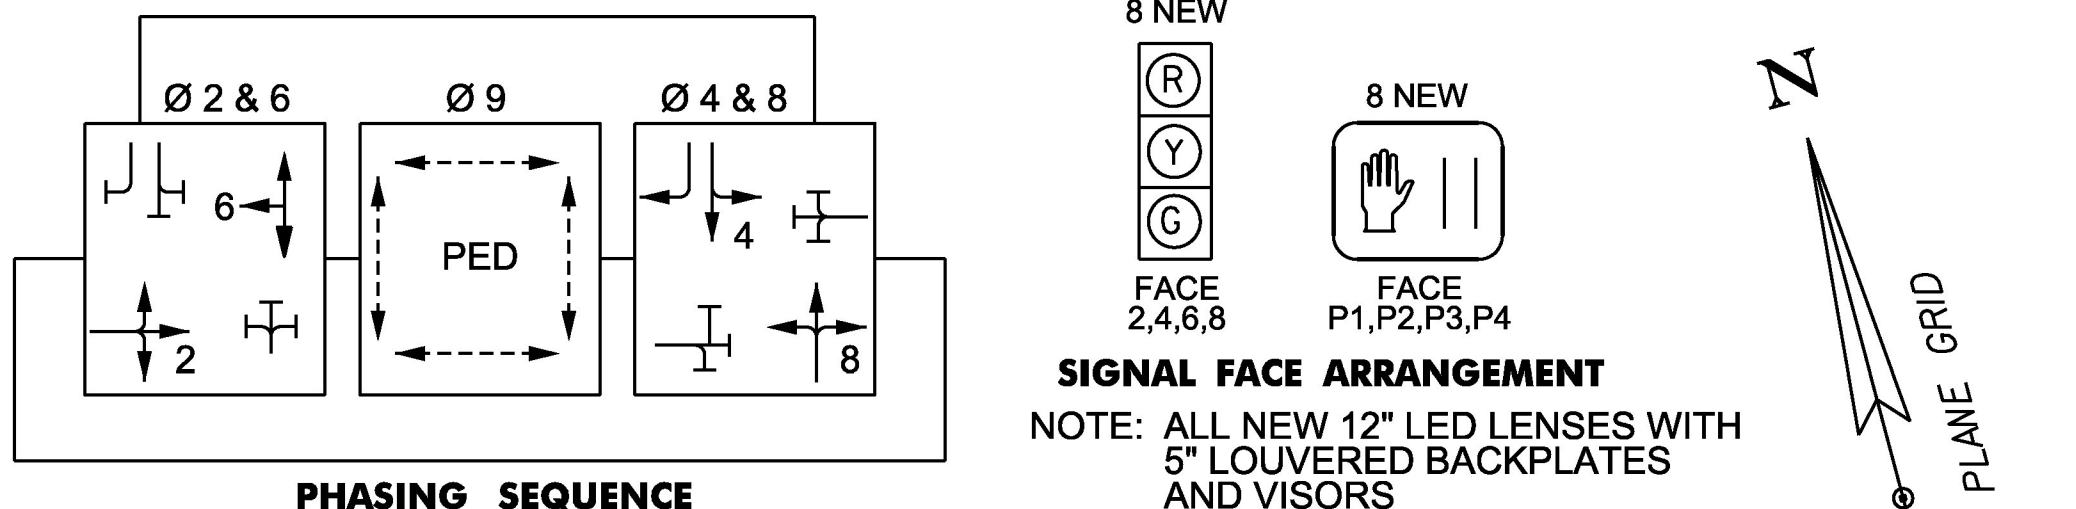 Ø 2 & 6
Ø 9
Ø 4 & 8
6
2
PED
4
8
PHASING SEQUENCE
8 NEW
R
Y
G
FACE
2,4,6,8
8 NEW
FACE
P1,P2,P3,P4
SIGNAL FACE ARRANGEMENT
NOTE: ALL NEW 12" LED LENSES WITH
5" LOUVERED BACKPLATES
AND VISORS
N
PLANE GRID